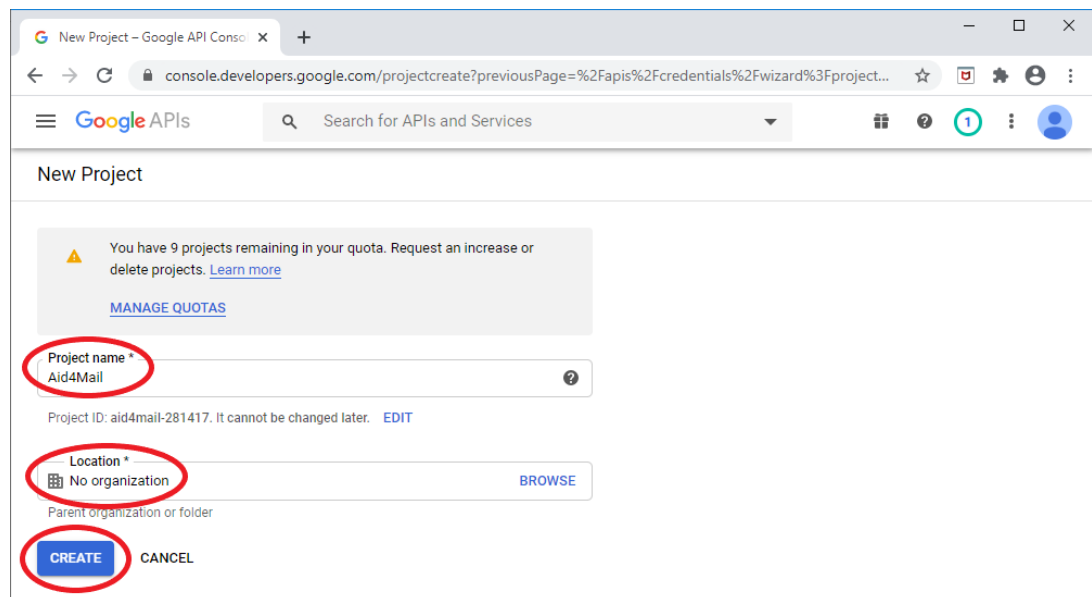 New Project – Google API Conso
console.developers.google.com/projectcreate?previousPage=%2Fapis%2Fcredentials%2Fwizard%3Fproject...
Google APIs
Search for APIs and Services
1
New Project
You have 9 projects remaining in your quota. Request an increase or
delete projects. Learn more
MANAGE QUOTAS
Project name *
Aid4Mail
Project ID: aid4mail-281417. It cannot be changed later. EDIT
Location *
No organization BROWSE
Parent organization or folder
CREATE CANCEL